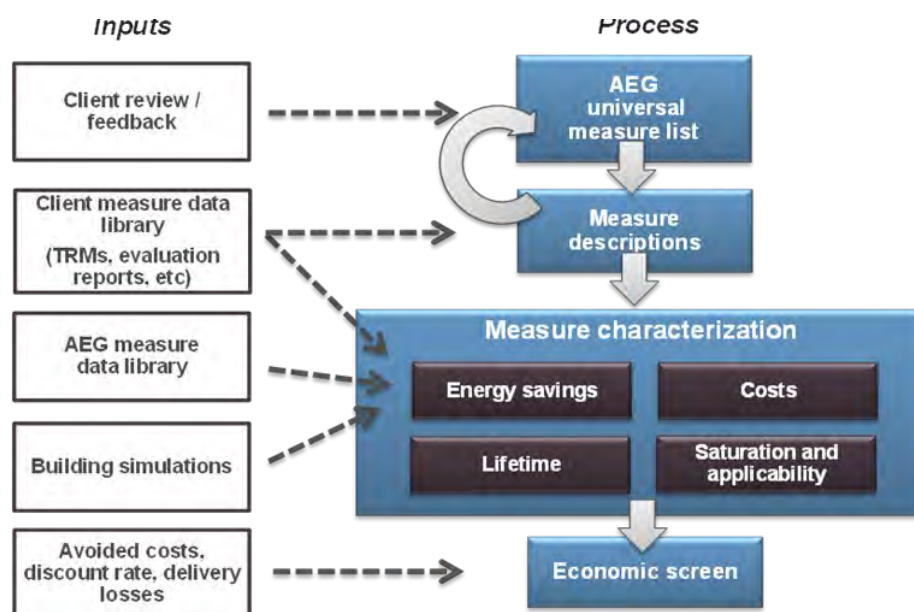 Inputs
Process
Client review /
feedback
AEG
universal
measure list
Client measure data
library
(TRMs, evaluation
reports, etc)
Measure
descriptions
AEG measure
data library
Measure characterization
Energy savings
Costs
Building simulations
Lifetime
Saturation and
applicability
Avoided costs,
discount rate, delivery
losses
Economic screen